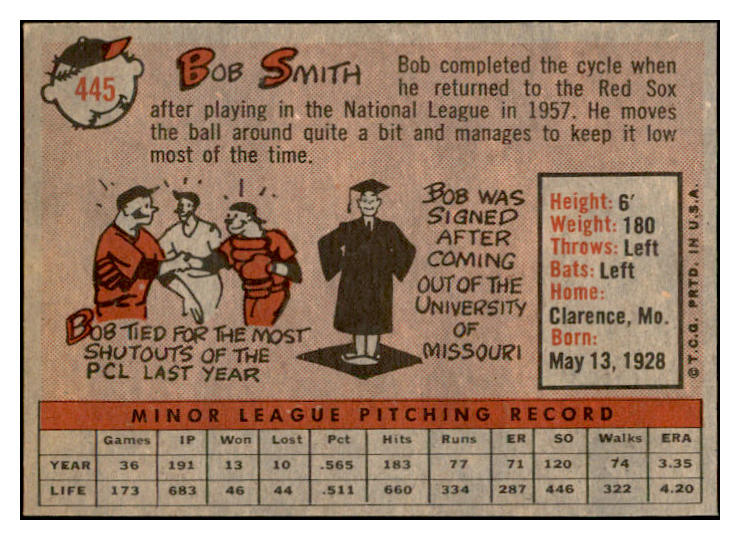 445
BOB SMITH
Bob completed the cycle when
he returned to the Red Sox
after playing in the National League in 1957. He moves
the ball around quite a bit and manages to keep it low
most of the time.
BOB TIED FOR THE MOST
SHUTOUTS OF THE
PCL LAST YEAR
BOB WAS
SIGNED
AFTER
COMING
OUT OF THE
UNIVERSITY
OF
MISSOURI
Height: 6'
Weight: 180
Throws: Left
Bats: Left
Home:
Clarence, Mo.
Born:
May 13, 1928
© T.C.G. PRTD. IN U.S.A.
MINOR LEAGUE PITCHING RECORD
Games IP Won Lost Pct Hits Runs ER SO Walks ERA
YEAR 36 191 13 10 .565 183 77 71 120 74 3.35
LIFE 173 683 46 44 .511 660 334 287 446 322 4.20